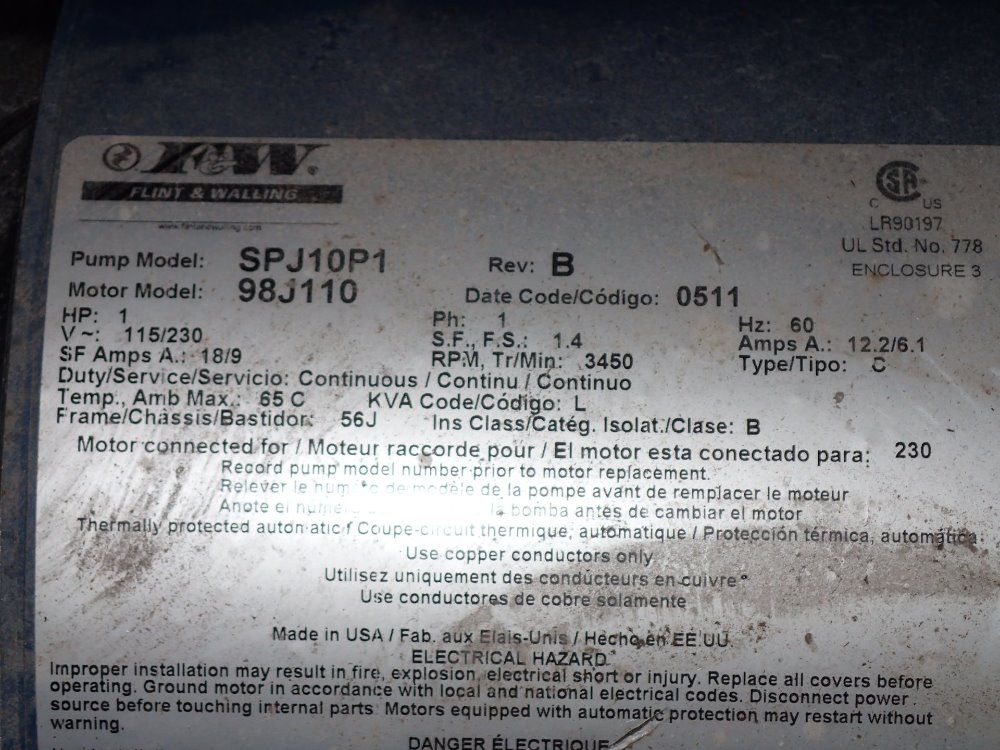 F&W.
FLINT & WALLING
www.flintandwalling.com
C US
LR90197
UL Std. No. 778
ENCLOSURE 3
Pump Model: SPJ10P1 Rev: B
Motor Model: 98J110 Date Code/Código: 0511
HP: 1 Ph: 1 Hz: 60
V ~: 115/230 S.F., F.S.: 1.4 Amps A.: 12.2/6.1
SF Amps A.: 18/9 RPM, Tr/Min: 3450 Type/Tipo: C
Duty/Service/Servicio: Continuous / Continu / Continuo
Temp., Amb Max.: 65 C KVA Code/Código: L
Frame/Châssis/Bastidor: 56J Ins Class/Catég. Isolat./Clase: B
Motor connected for / Moteur raccorde pour / El motor esta conectado para: 230
Record pump model number prior to motor replacement.
Relever le de modèle de la pompe avant de remplacer le moteur
Anote el la bomba antes de cambiar el motor
Thermally protected automatic / Coupe-circuit thermique, automatique / Protección térmica, automática
Use copper conductors only
Utilisez uniquement des conducteurs en cuivre
Use conductores de cobre solamente
Made in USA / Fab. aux Etais-Unis / Hecho en EE.UU.
ELECTRICAL HAZARD
Improper installation may result in fire, explosion, electrical short or injury. Replace all covers before
operating. Ground motor in accordance with local and national electrical codes. Disconnect power
source before touching internal parts. Motors equipped with automatic protection may restart without
warning.
DANGER ÉLECTRIQUE